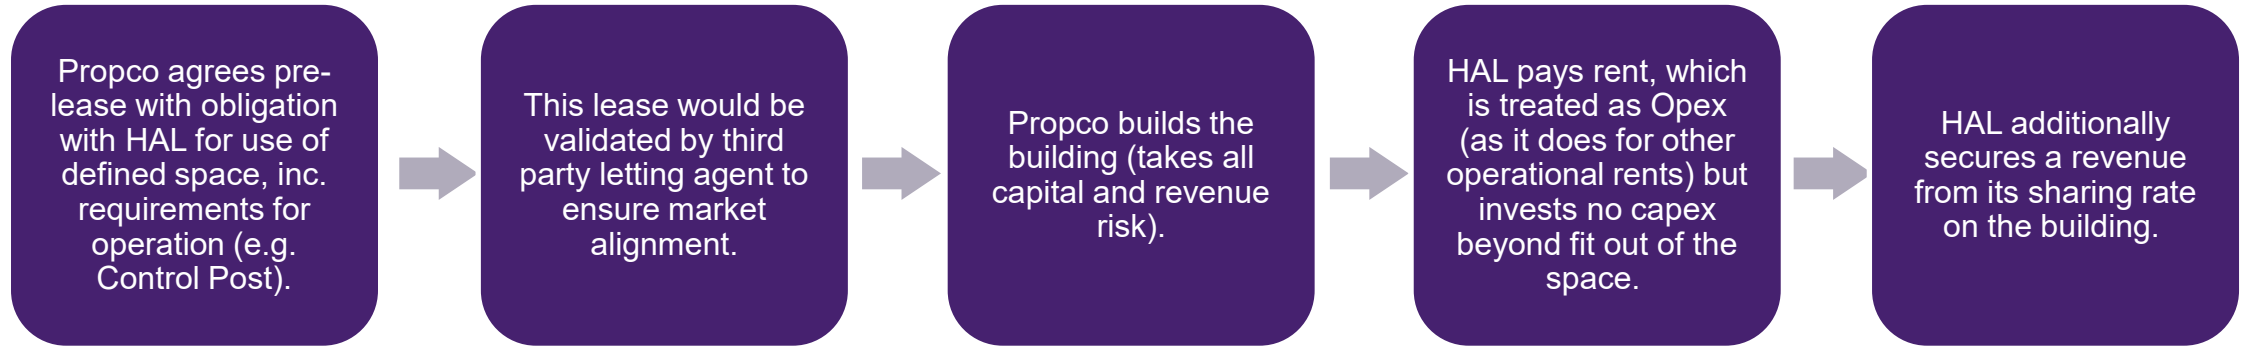 Propco agrees pre-
lease with obligation
with HAL for use of
defined space, inc.
requirements for
operation (e.g.
Control Post).
This lease would be
validated by third
party letting agent to
ensure market
alignment.
Propco builds the
building (takes all
capital and revenue
risk).
HAL pays rent, which
is treated as Opex
(as it does for other
operational rents) but
invests no capex
beyond fit out of the
space.
HAL additionally
secures a revenue
from its sharing rate
on the building.